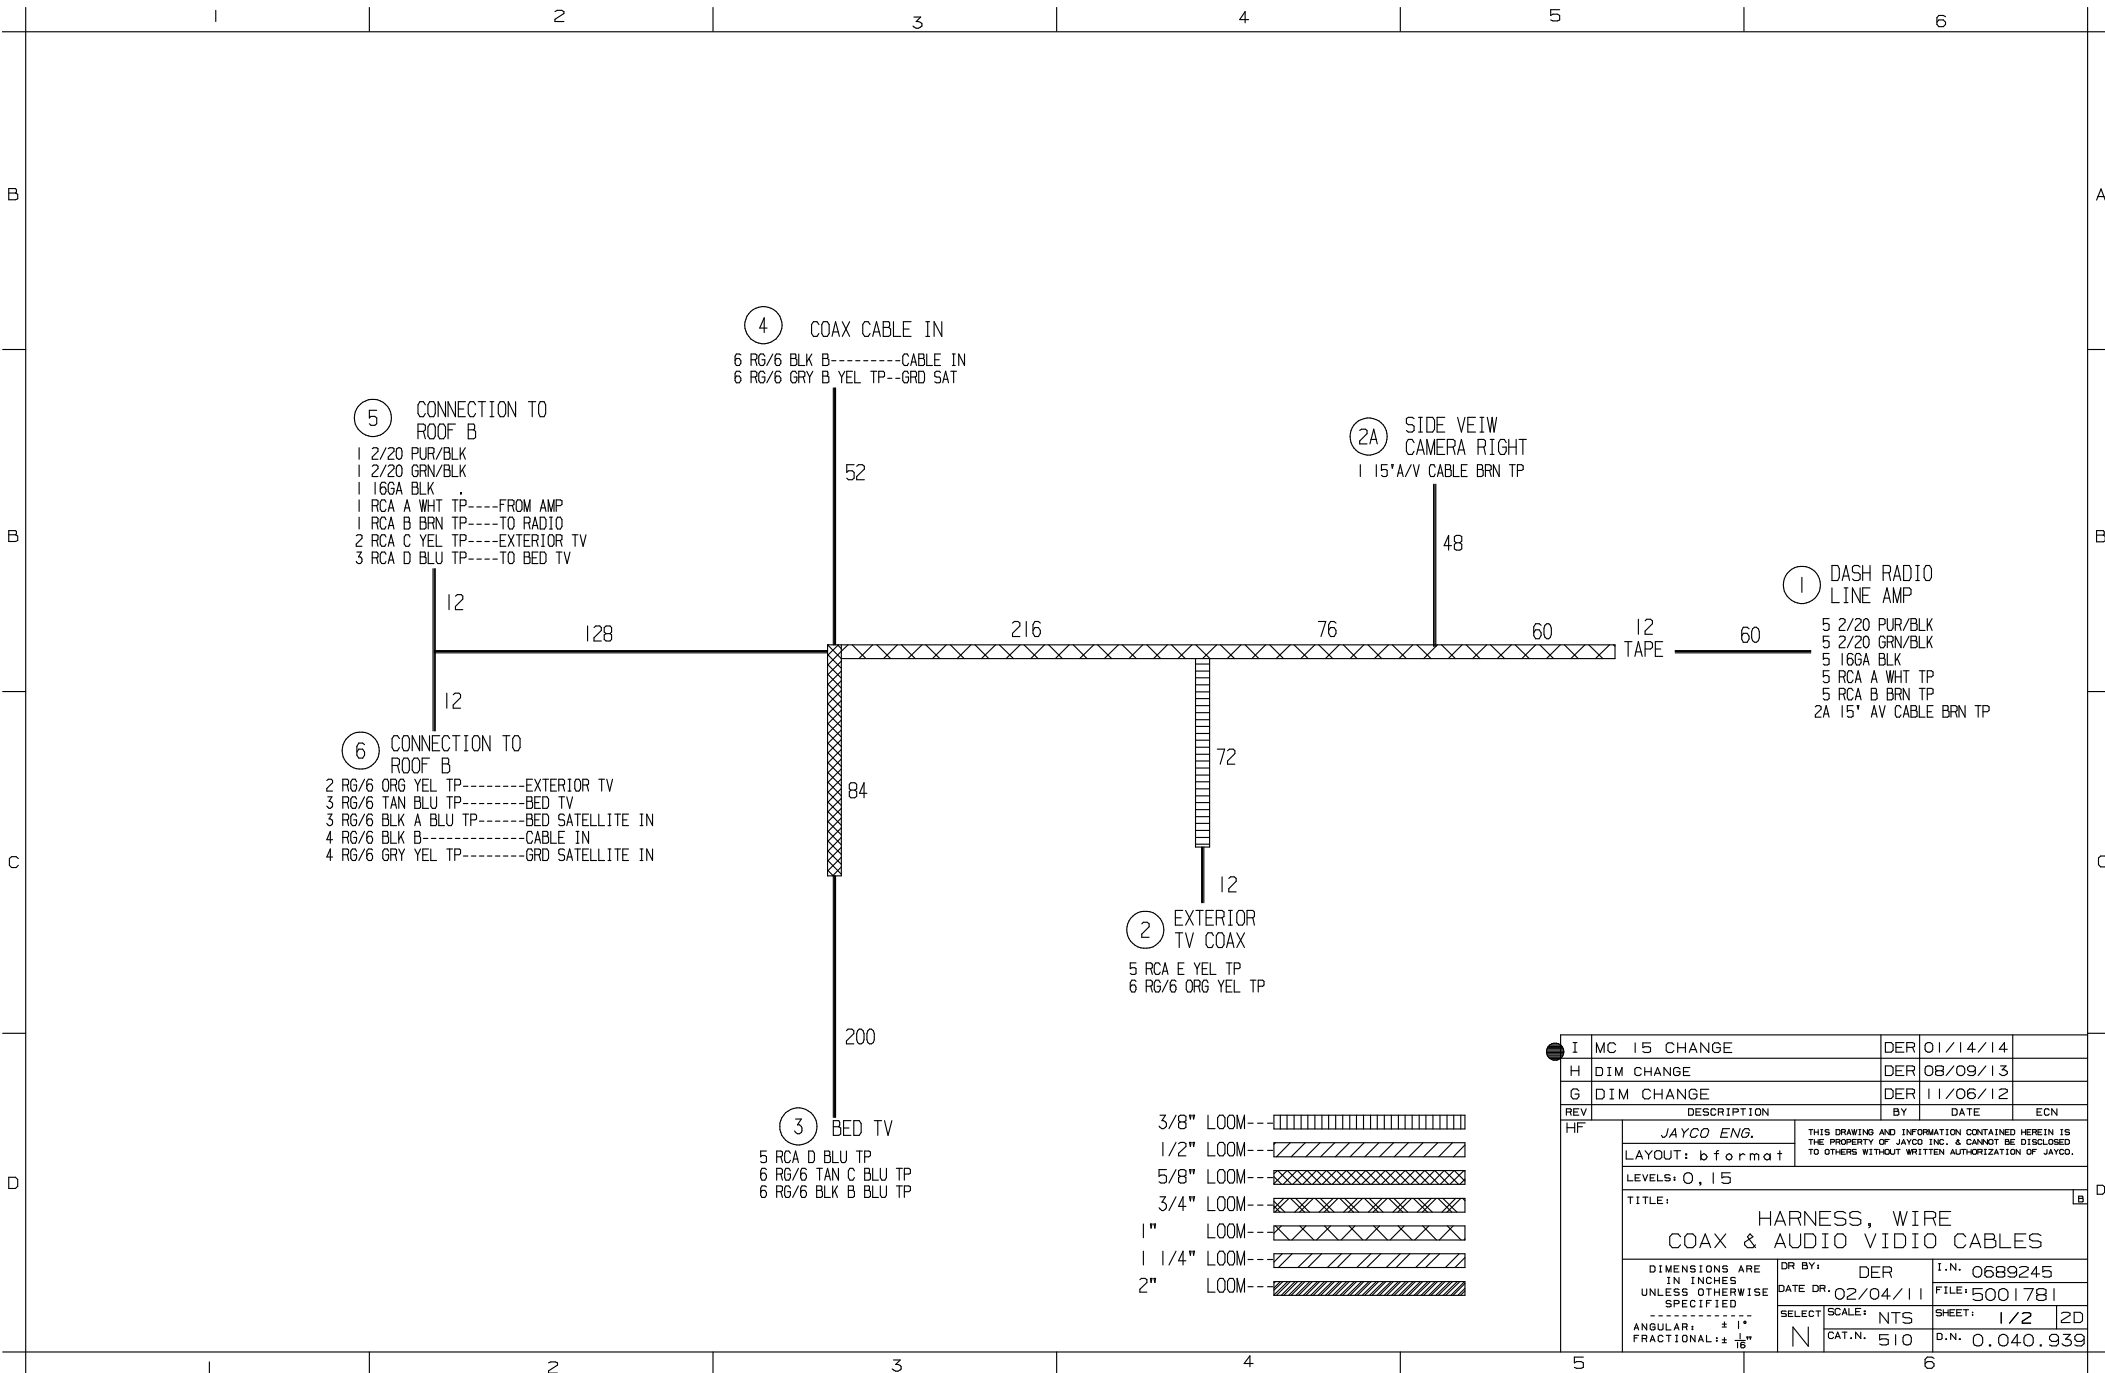 1 2 3 4 5 6
B
A
4 COAX CABLE IN
6 RG/6 BLK B---------CABLE IN
6 RG/6 GRY B YEL TP--GRD SAT
52
5 CONNECTION TO
ROOF B
1 2/20 PUR/BLK
1 2/20 GRN/BLK
1 16GA BLK .
1 RCA A WHT TP----FROM AMP
1 RCA B BRN TP----TO RADIO
2 RCA C YEL TP----EXTERIOR TV
3 RCA D BLU TP----TO BED TV
12
2A SIDE VEIW
CAMERA RIGHT
1 15'A/V CABLE BRN TP
48
B
B
1 DASH RADIO
LINE AMP
5 2/20 PUR/BLK
5 2/20 GRN/BLK
5 16GA BLK
5 RCA A WHT TP
5 RCA B BRN TP
2A 15' AV CABLE BRN TP
128 216 76 60 12 60
TAPE
12
6 CONNECTION TO
ROOF B
2 RG/6 ORG YEL TP--------EXTERIOR TV
3 RG/6 TAN BLU TP--------BED TV
3 RG/6 BLK A BLU TP------BED SATELLITE IN
4 RG/6 BLK B-------------CABLE IN
4 RG/6 GRY YEL TP--------GRD SATELLITE IN
84
72
C
C
12
2 EXTERIOR
TV COAX
5 RCA E YEL TP
6 RG/6 ORG YEL TP
200
3 BED TV
5 RCA D BLU TP
6 RG/6 TAN C BLU TP
6 RG/6 BLK B BLU TP
D
D
3/8" LOOM---
1/2" LOOM---
5/8" LOOM---
3/4" LOOM---
1" LOOM---
1 1/4" LOOM---
2" LOOM---
I MC 15 CHANGE DER 01/14/14
H DIM CHANGE DER 08/09/13
G DIM CHANGE DER 11/06/12
REV DESCRIPTION BY DATE ECN
HF
JAYCO ENG.
LAYOUT: bformat
THIS DRAWING AND INFORMATION CONTAINED HEREIN IS
THE PROPERTY OF JAYCO INC. & CANNOT BE DISCLOSED
TO OTHERS WITHOUT WRITTEN AUTHORIZATION OF JAYCO.
LEVELS: 0,15
TITLE:
B
HARNESS, WIRE
COAX & AUDIO VIDIO CABLES
DIMENSIONS ARE
IN INCHES
UNLESS OTHERWISE
SPECIFIED
--------------
ANGULAR: ± 1°
FRACTIONAL: ± 1/16"
DR BY: DER
DATE DR. 02/04/11
SELECT N
SCALE: NTS
CAT.N. 510
I.N. 0689245
FILE: 5001781
SHEET: 1/2 2D
D.N. 0.040.939
1 2 3 4 5 6